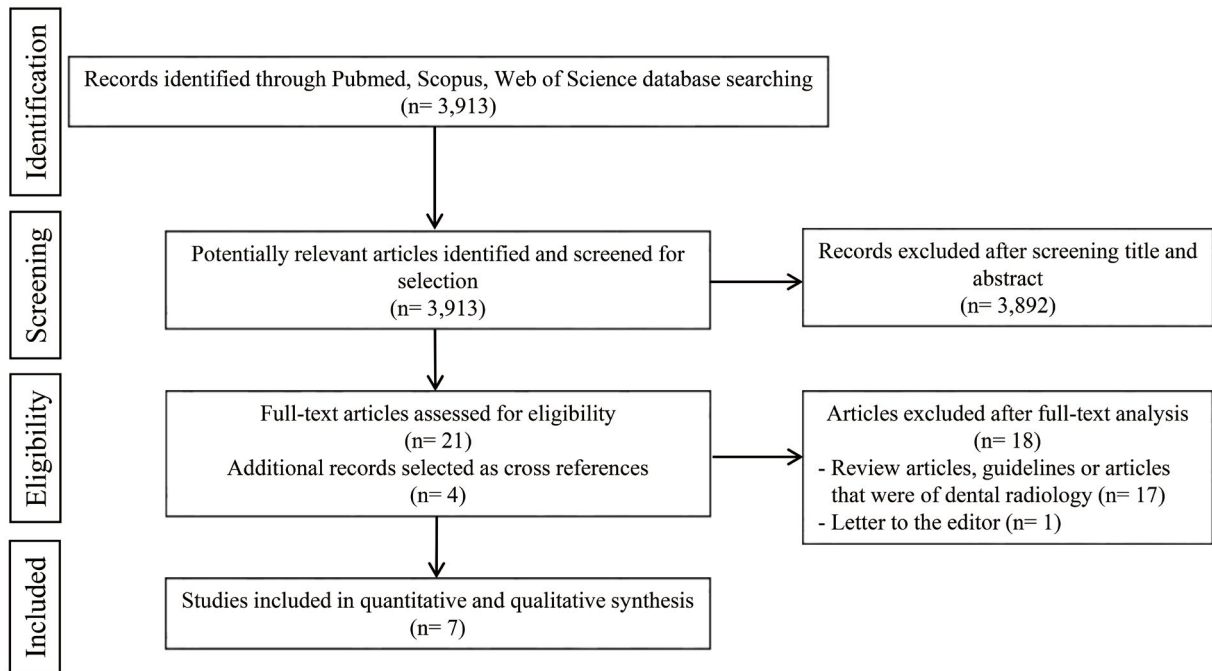 Identification
Records identified through Pubmed, Scopus, Web of Science database searching
(n= 3,913)
Screening
Potentially relevant articles identified and screened for
selection
(n= 3,913)
Records excluded after screening title and
abstract
(n= 3,892)
Eligibility
Full-text articles assessed for eligibility
(n= 21)
Additional records selected as cross references
(n= 4)
Articles excluded after full-text analysis
(n= 18)
- Review articles, guidelines or articles
that were of dental radiology (n= 17)
- Letter to the editor (n= 1)
Included
Studies included in quantitative and qualitative synthesis
(n= 7)